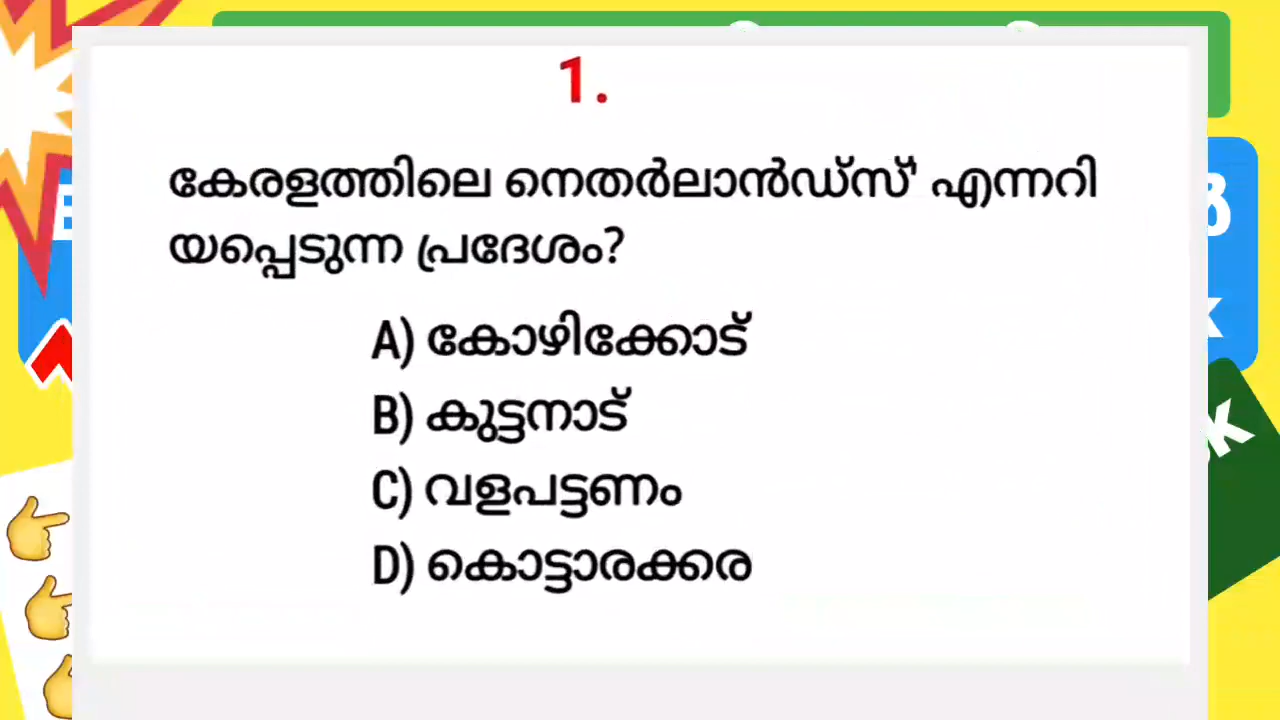 1.
കേരളത്തിലെ നെതർലാൻഡ്സ്' എന്നറി
യപ്പെടുന്ന പ്രദേശം?
A) കോഴിക്കോട്
B) കുട്ടനാട്
C) വളപട്ടണം
D) കൊട്ടാരക്കര